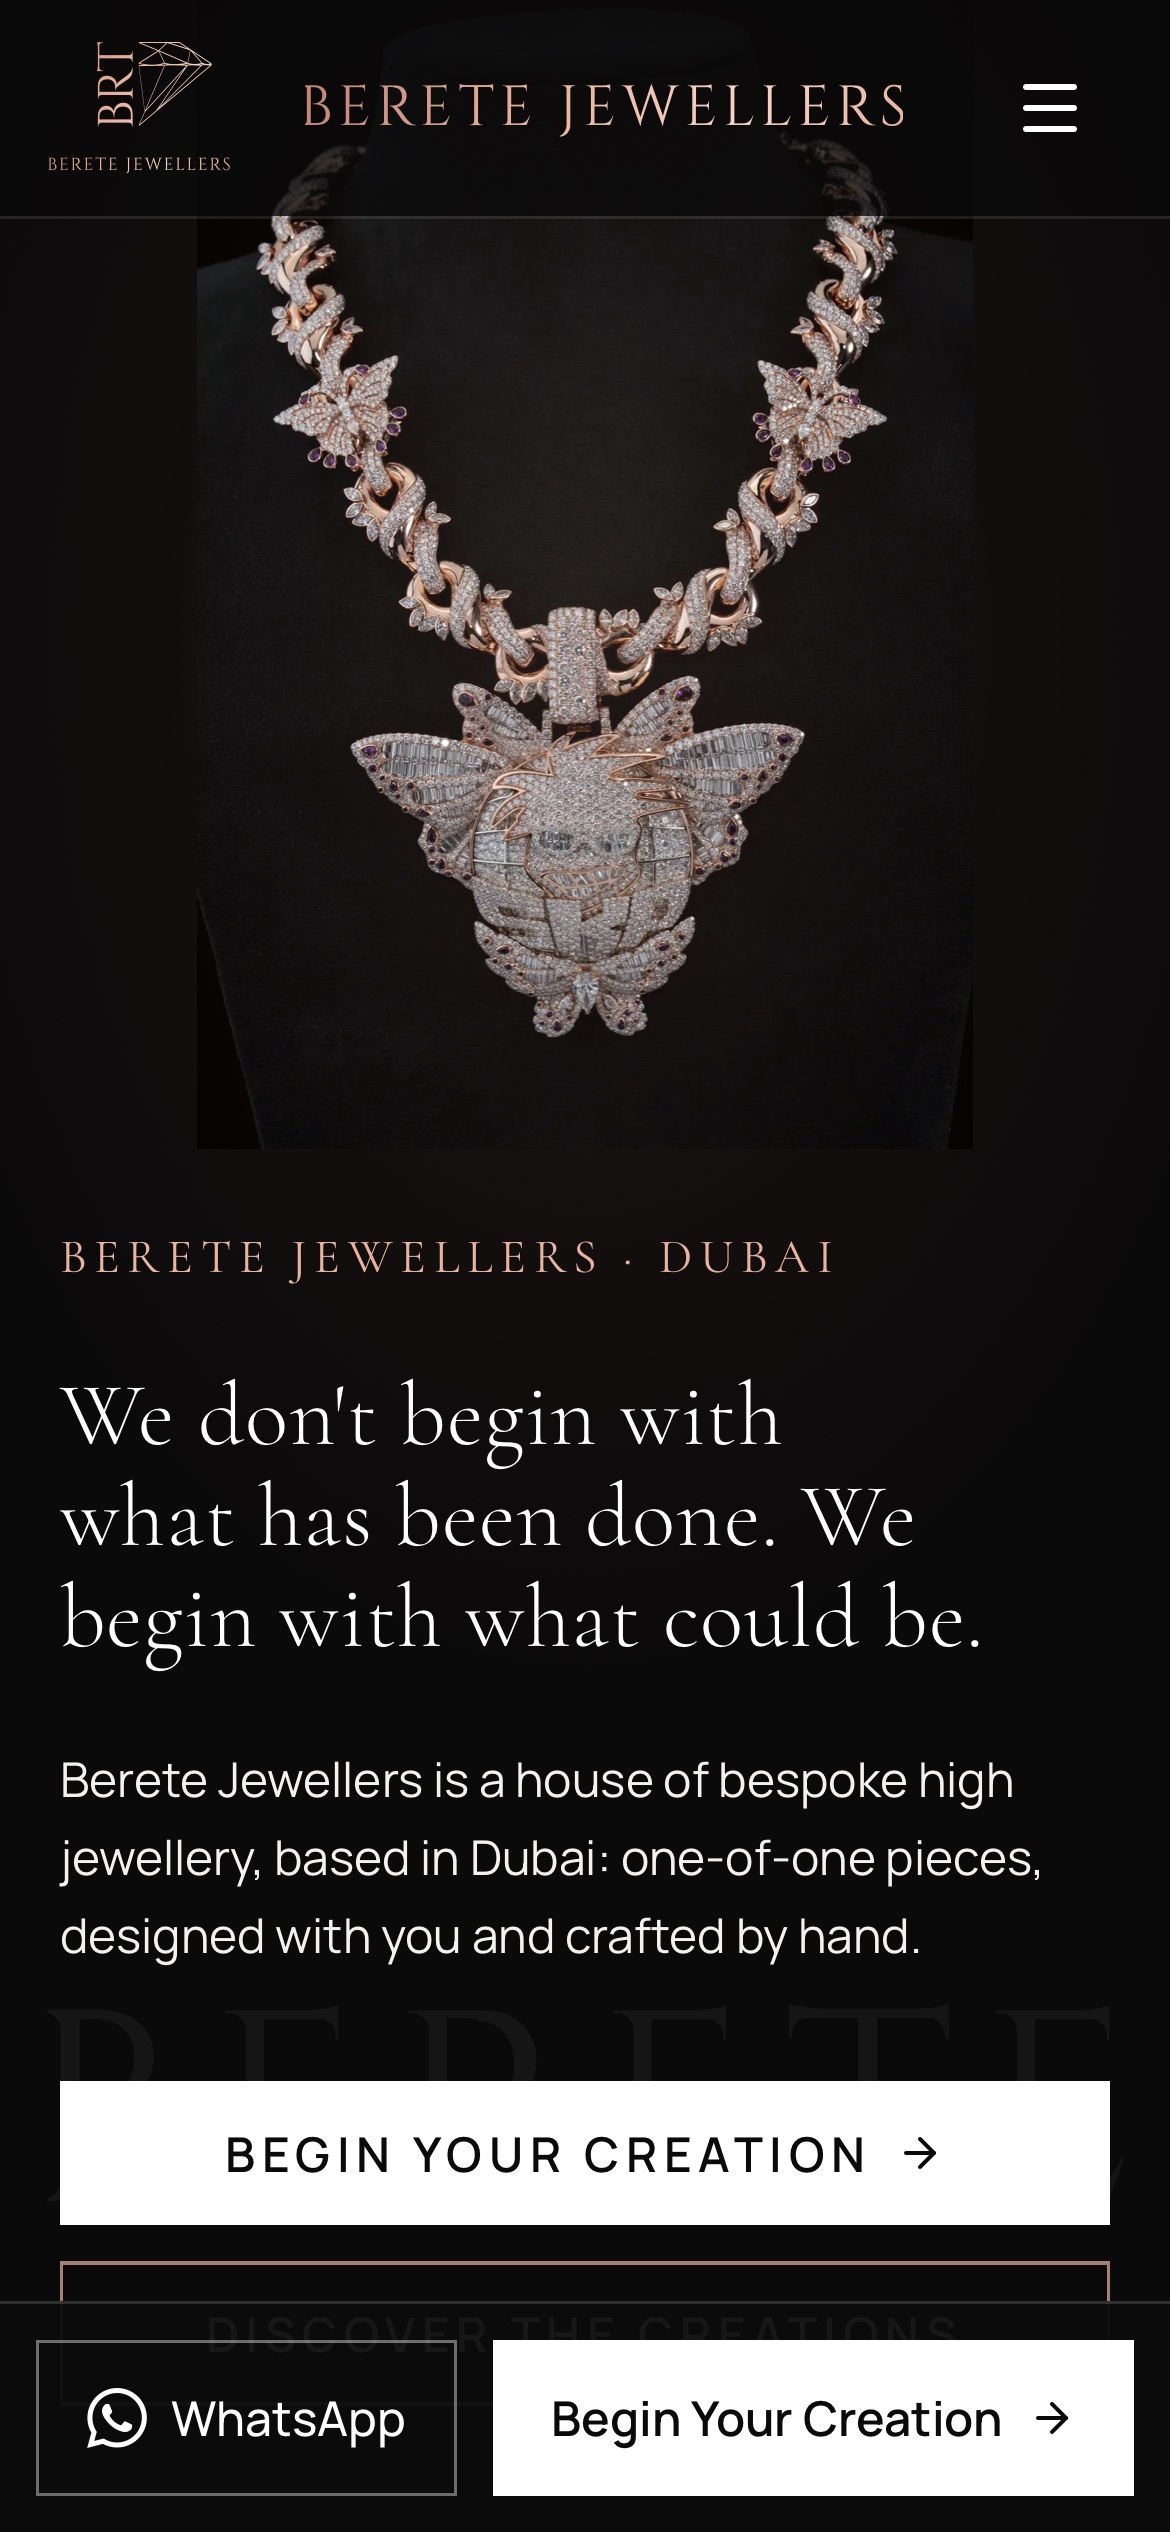 BRT
BERETE JEWELLERS
BERETE JEWELLERS
BERETE JEWELLERS · DUBAI
We don't begin with
what has been done. We
begin with what could be.
Berete Jewellers is a house of bespoke high
jewellery, based in Dubai: one-of-one pieces,
designed with you and crafted by hand.
BERETE
BEGIN YOUR CREATION →
DISCOVER THE CREATIONS
WhatsApp
Begin Your Creation →